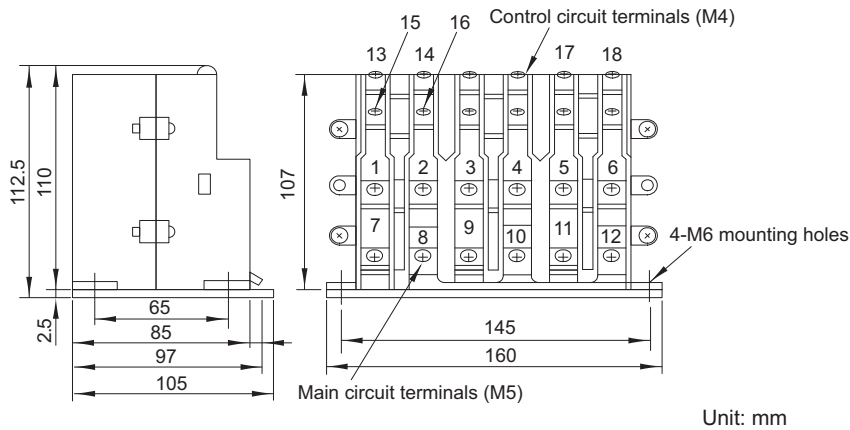 Control circuit terminals (M4)
15 16
13 14 17 18
1 2 3 4 5 6
7 8 9 10 11 12
112.5
110
107
2.5
65
85
97
105
4-M6 mounting holes
145
160
Main circuit terminals (M5)
Unit: mm